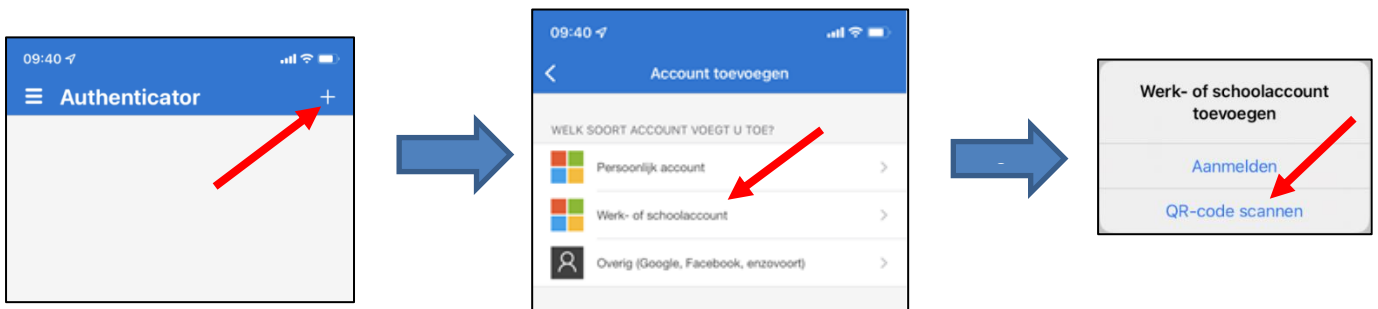 09:40
Authenticator
09:40
Account toevoegen
WELK SOORT ACCOUNT VOEGT U TOE?
Persoonlijk account
Werk- of schoolaccount
Overig (Google, Facebook, enzovoort)
Werk- of schoolaccount
toevoegen
Aanmelden
QR-code scannen